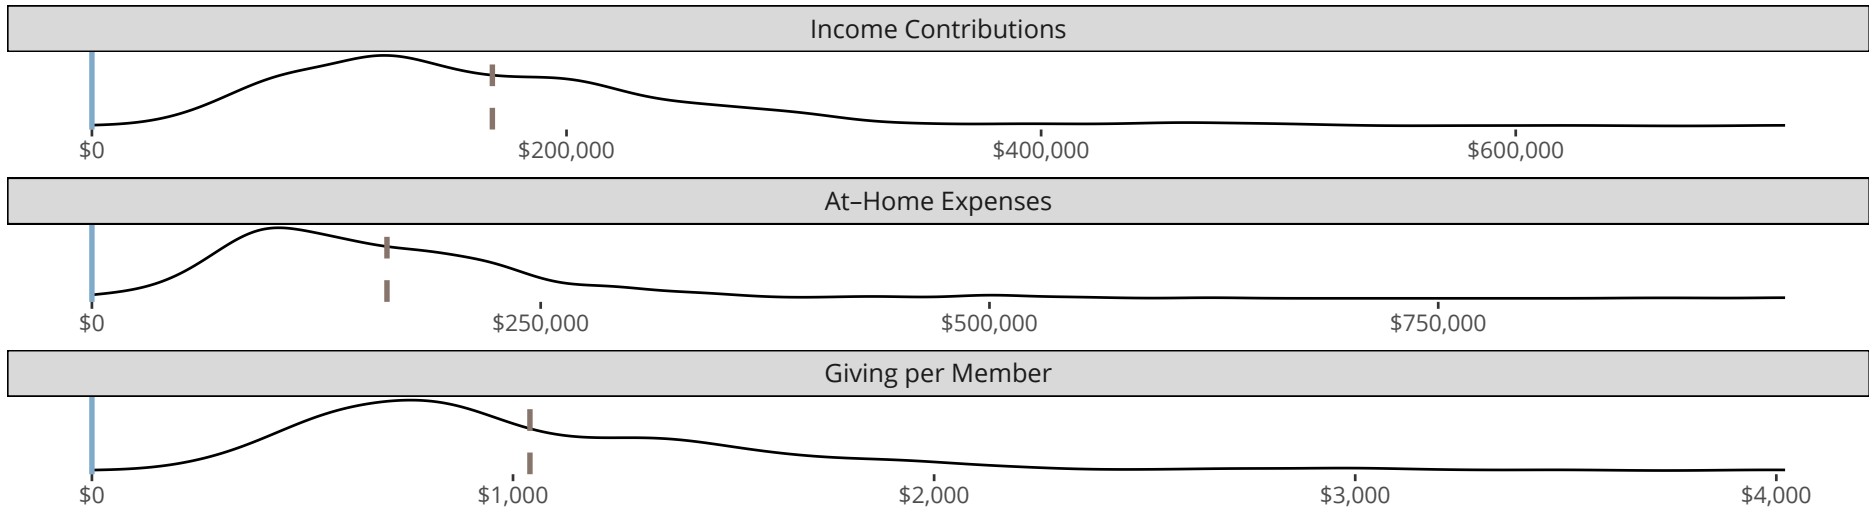 Income Contributions
$0 $200,000 $400,000 $600,000
At–Home Expenses
$0 $250,000 $500,000 $750,000
Giving per Member
$0 $1,000 $2,000 $3,000 $4,000